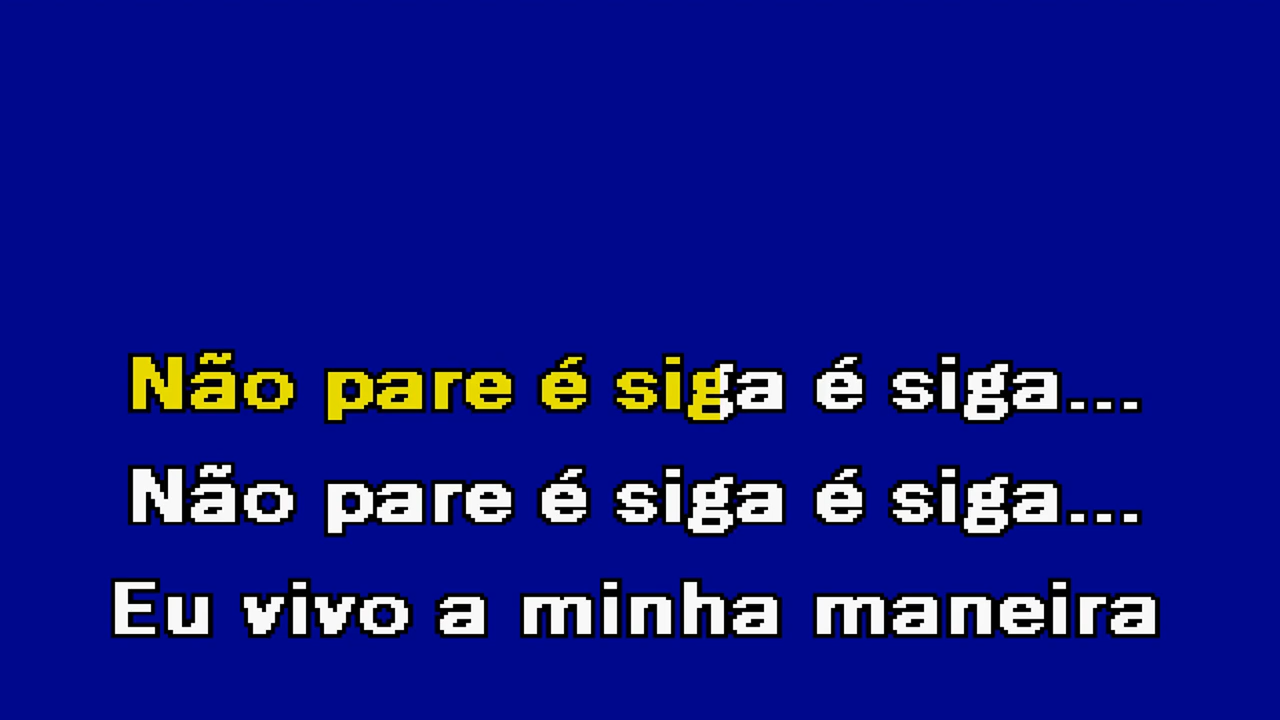 Não pare é siga é siga...
Não pare é siga é siga...
Eu vivo a minha maneira